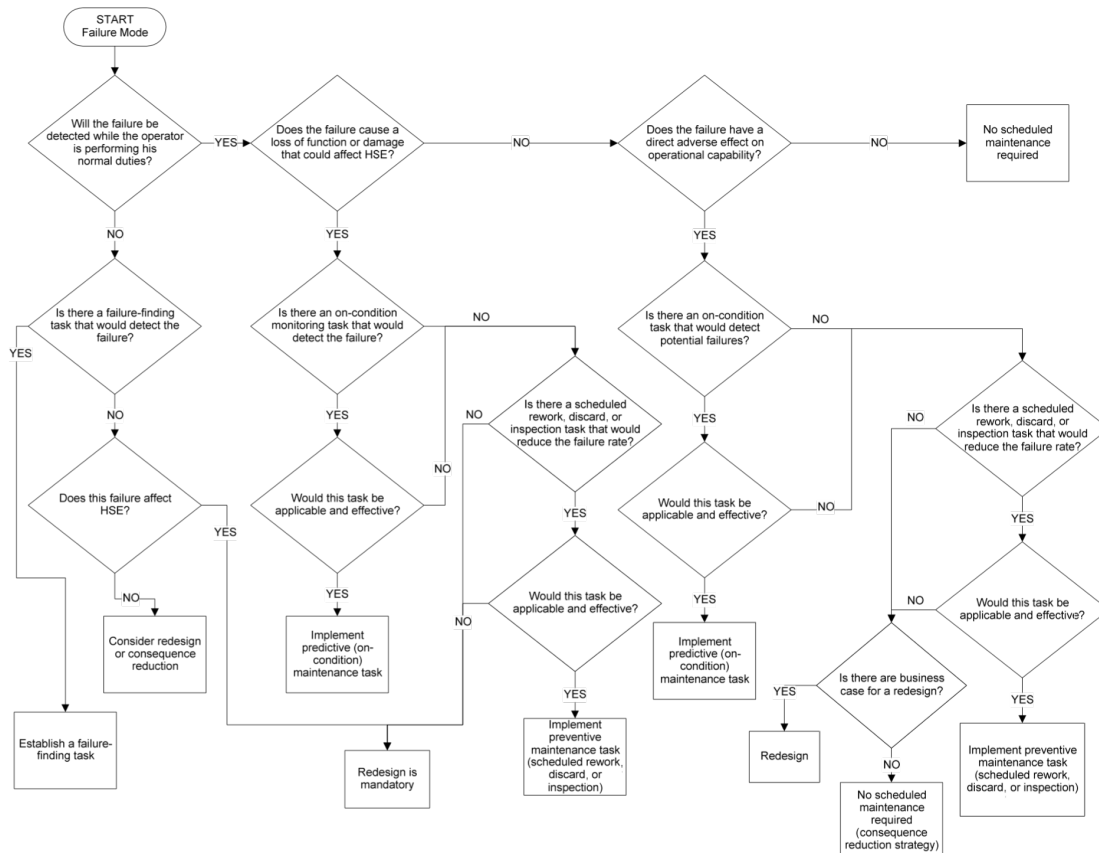 START
Failure Mode
Will the failure be
detected while the operator
is performing his
normal duties?
YES
Does the failure cause a
loss of function or damage
that could affect HSE?
NO
Does the failure have a
direct adverse effect on
operational capability?
NO
No scheduled
maintenance
required
NO
YES
YES
Is there a failure-finding
task that would detect the
failure?
YES
Is there an on-condition
monitoring task that would
detect the failure?
NO
Is there an on-condition
task that would detect
potential failures?
NO
NO
YES
Is there a scheduled
rework, discard, or
inspection task that would
reduce the failure rate?
NO
NO
YES
Is there a scheduled
rework, discard, or
inspection task that would
reduce the failure rate?
NO
Does this failure affect
HSE?
YES
Would this task be
applicable and effective?
YES
Would this task be
applicable and effective?
NO
YES
NO
YES
Would this task be
applicable and effective?
NO
YES
Would this task be
applicable and effective?
NO
Consider redesign
or consequence
reduction
Implement
predictive (on-
condition)
maintenance task
Implement
predictive (on-
condition)
maintenance task
YES
Is there are business
case for a redesign?
YES
YES
Establish a failure-
finding task
Redesign is
mandatory
Implement
preventive
maintenance task
(scheduled rework,
discard, or
inspection)
Redesign
NO
No scheduled
maintenance
required
(consequence
reduction strategy)
Implement preventive
maintenance task
(scheduled rework,
discard, or inspection)